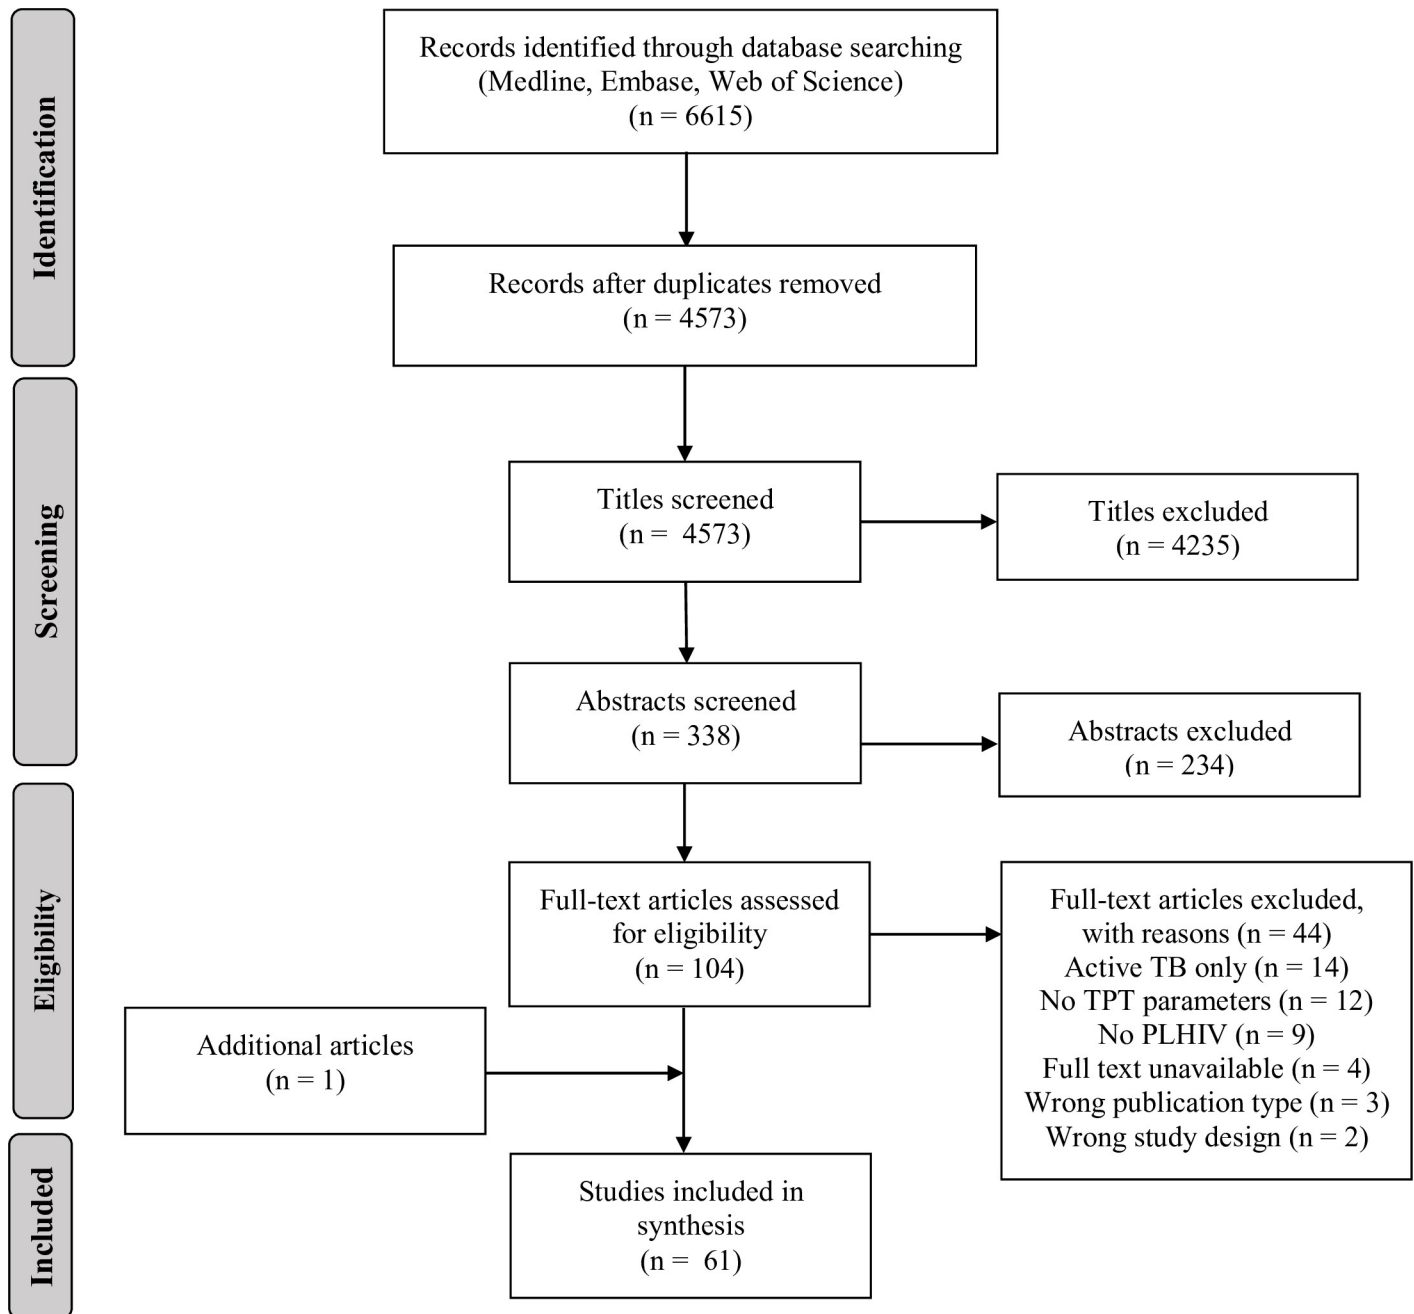 Identification
Records identified through database searching
(Medline, Embase, Web of Science)
(n = 6615)
Records after duplicates removed
(n = 4573)
Screening
Titles screened
(n = 4573)
Titles excluded
(n = 4235)
Abstracts screened
(n = 338)
Abstracts excluded
(n = 234)
Eligibility
Full-text articles assessed
for eligibility
(n = 104)
Full-text articles excluded,
with reasons (n = 44)
Active TB only (n = 14)
No TPT parameters (n = 12)
No PLHIV (n = 9)
Full text unavailable (n = 4)
Wrong publication type (n = 3)
Wrong study design (n = 2)
Additional articles
(n = 1)
Included
Studies included in
synthesis
(n = 61)